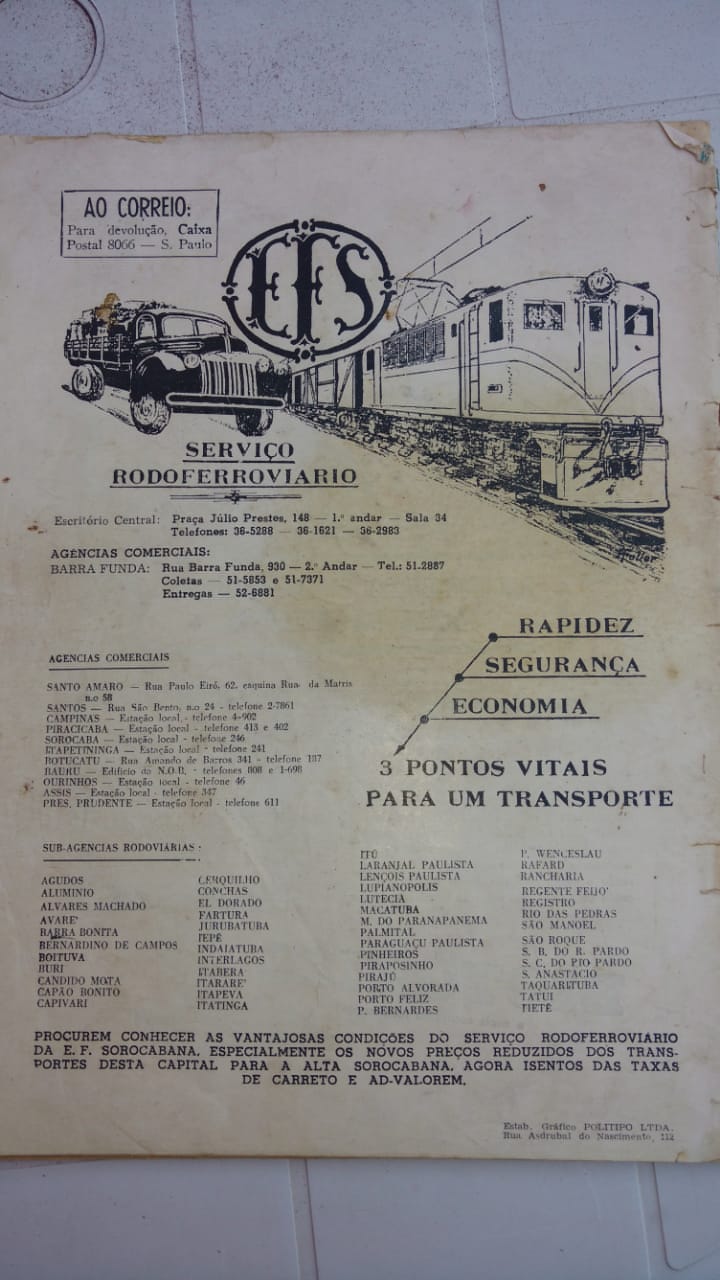 AO CORREIO:
Para devolução, Caixa
Postal 8066 — S. Paulo
EFS
SERVIÇO
RODOFERROVIARIO
Escritório Central: Praça Júlio Prestes, 148 — 1.º andar — Sala 34
Telefones: 36-5288 — 36-1621 — 36-2983
AGÉNCIAS COMERCIAIS:
BARRA FUNDA: Rua Barra Funda, 930 — 2.º Andar — Tel.: 51.2887
Coletas — 51-5853 e 51-7371
Entregas — 52-6881
RAPIDEZ
SEGURANÇA
ECONOMIA
3 PONTOS VITAIS
PARA UM TRANSPORTE
AGENCIAS COMERCIAIS
SANTO AMARO — Rua Paulo Eiró, 62, esquina Rua da Matriz
n.o 58
SANTOS — Rua São Bento, n.o 24 - telefone 2-7861
CAMPINAS — Estação local, - telefone 4-902
PIRACICABA — Estação local - telefone 413 e 402
SOROCABA — Estação local - telefone 246
ITAPETININGA — Estação local - telefone 241
BOTUCATU — Rua Amando de Barros 341 - telefone 187
BAURU — Edificio da N.O.B. - telefones 808 e 1-698
OURINHOS — Estação local - telefone 46
ASSIS — Estação local - telefone 347
PRES. PRUDENTE — Estação local - telefone 611
SUB-AGENCIAS RODOVIÁRIAS :
AGUDOS
ALUMINIO
ALVARES MACHADO
AVARE'
BARRA BONITA
BERNARDINO DE CAMPOS
BOITUVA
BURI
CANDIDO MOTA
CAPÃO BONITO
CAPIVARI
CERQUILHO
CONCHAS
EL DORADO
FARTURA
JURUBATUBA
IEPÊ
INDAIATUBA
INTERLAGOS
ITABERA
ITARARE'
ITAPEVA
ITATINGA
ITÚ
LARANJAL PAULISTA
LENÇOIS PAULISTA
LUPIANOPOLIS
LUTECIA
MACATUBA
M. DO PARANAPANEMA
PALMITAL
PARAGUAÇU PAULISTA
PINHEIROS
PIRAPOSINHO
PIRAJÚ
PORTO ALVORADA
PORTO FELIZ
P. BERNARDES
P. WENCESLAU
RAFARD
RANCHARIA
REGENTE FEIJO'
REGISTRO
RIO DAS PEDRAS
SÃO MANOEL
SÃO ROQUE
S. B. DO R. PARDO
S. C. DO RIO PARDO
S. ANASTACIO
TAQUARITUBA
TATUI
TIETÊ
PROCUREM CONHECER AS VANTAJOSAS CONDIÇÕES DO SERVIÇO RODOFERROVIÁRIO
DA E. F. SOROCABANA, ESPECIALMENTE OS NOVOS PREÇOS REDUZIDOS DOS TRANS-
PORTES DESTA CAPITAL PARA A ALTA SOROCABANA, AGORA ISENTOS DAS TAXAS
DE CARRETO E AD-VALOREM.
Estab. Gráfico POLITIPO LTDA.
Rua Asdrubal do Nascimento, 112